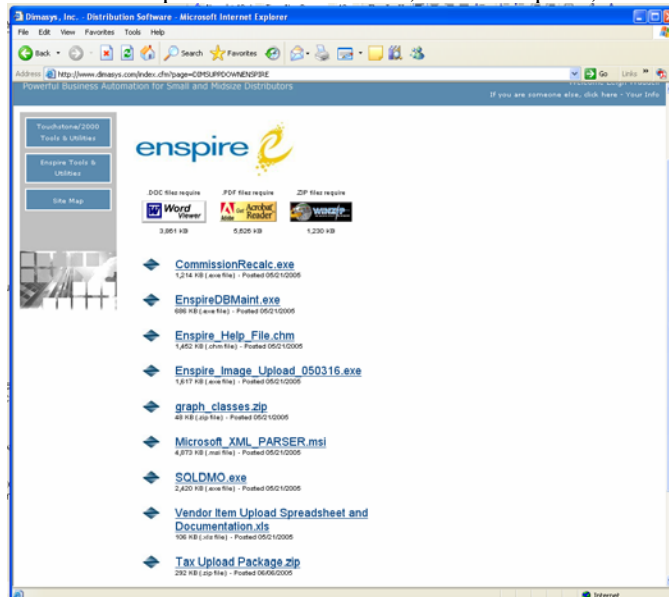 Dimasys, Inc. - Distribution Software - Microsoft Internet Explorer
File Edit View Favorites Tools Help
Back Search Favorites
Address http://www.dimasys.com/index.cfm?page=DIMSUPPDOWNENSPIRE Go Links
Powerful Business Automation for Small and Midsize Distributors
If you are someone else, click here - Your Info
Touchstone/2000
Tools & Utilities
Enspire Tools &
Utilities
Site Map
enspire
.DOC files require .PDF files require .ZIP files require
Word Viewer Get Acrobat Reader Adobe WINZIP
3,861 KB 5,626 KB 1,230 KB
CommissionRecalc.exe
1,214 KB (.exe file) - Posted 05/21/2005
EnspireDBMaint.exe
686 KB (.exe file) - Posted 05/21/2005
Enspire_Help_File.chm
1,452 KB (.chm file) - Posted 05/21/2005
Enspire_Image_Upload_050316.exe
1,617 KB (.exe file) - Posted 05/21/2005
graph_classes.zip
48 KB (.zip file) - Posted 05/21/2005
Microsoft_XML_PARSER.msi
4,873 KB (.msi file) - Posted 05/21/2005
SQLDMO.exe
2,420 KB (.exe file) - Posted 05/21/2005
Vendor Item Upload Spreadsheet and
Documentation.xls
106 KB (.xls file) - Posted 05/21/2005
Tax Upload Package.zip
292 KB (.zip file) - Posted 06/06/2005
Internet